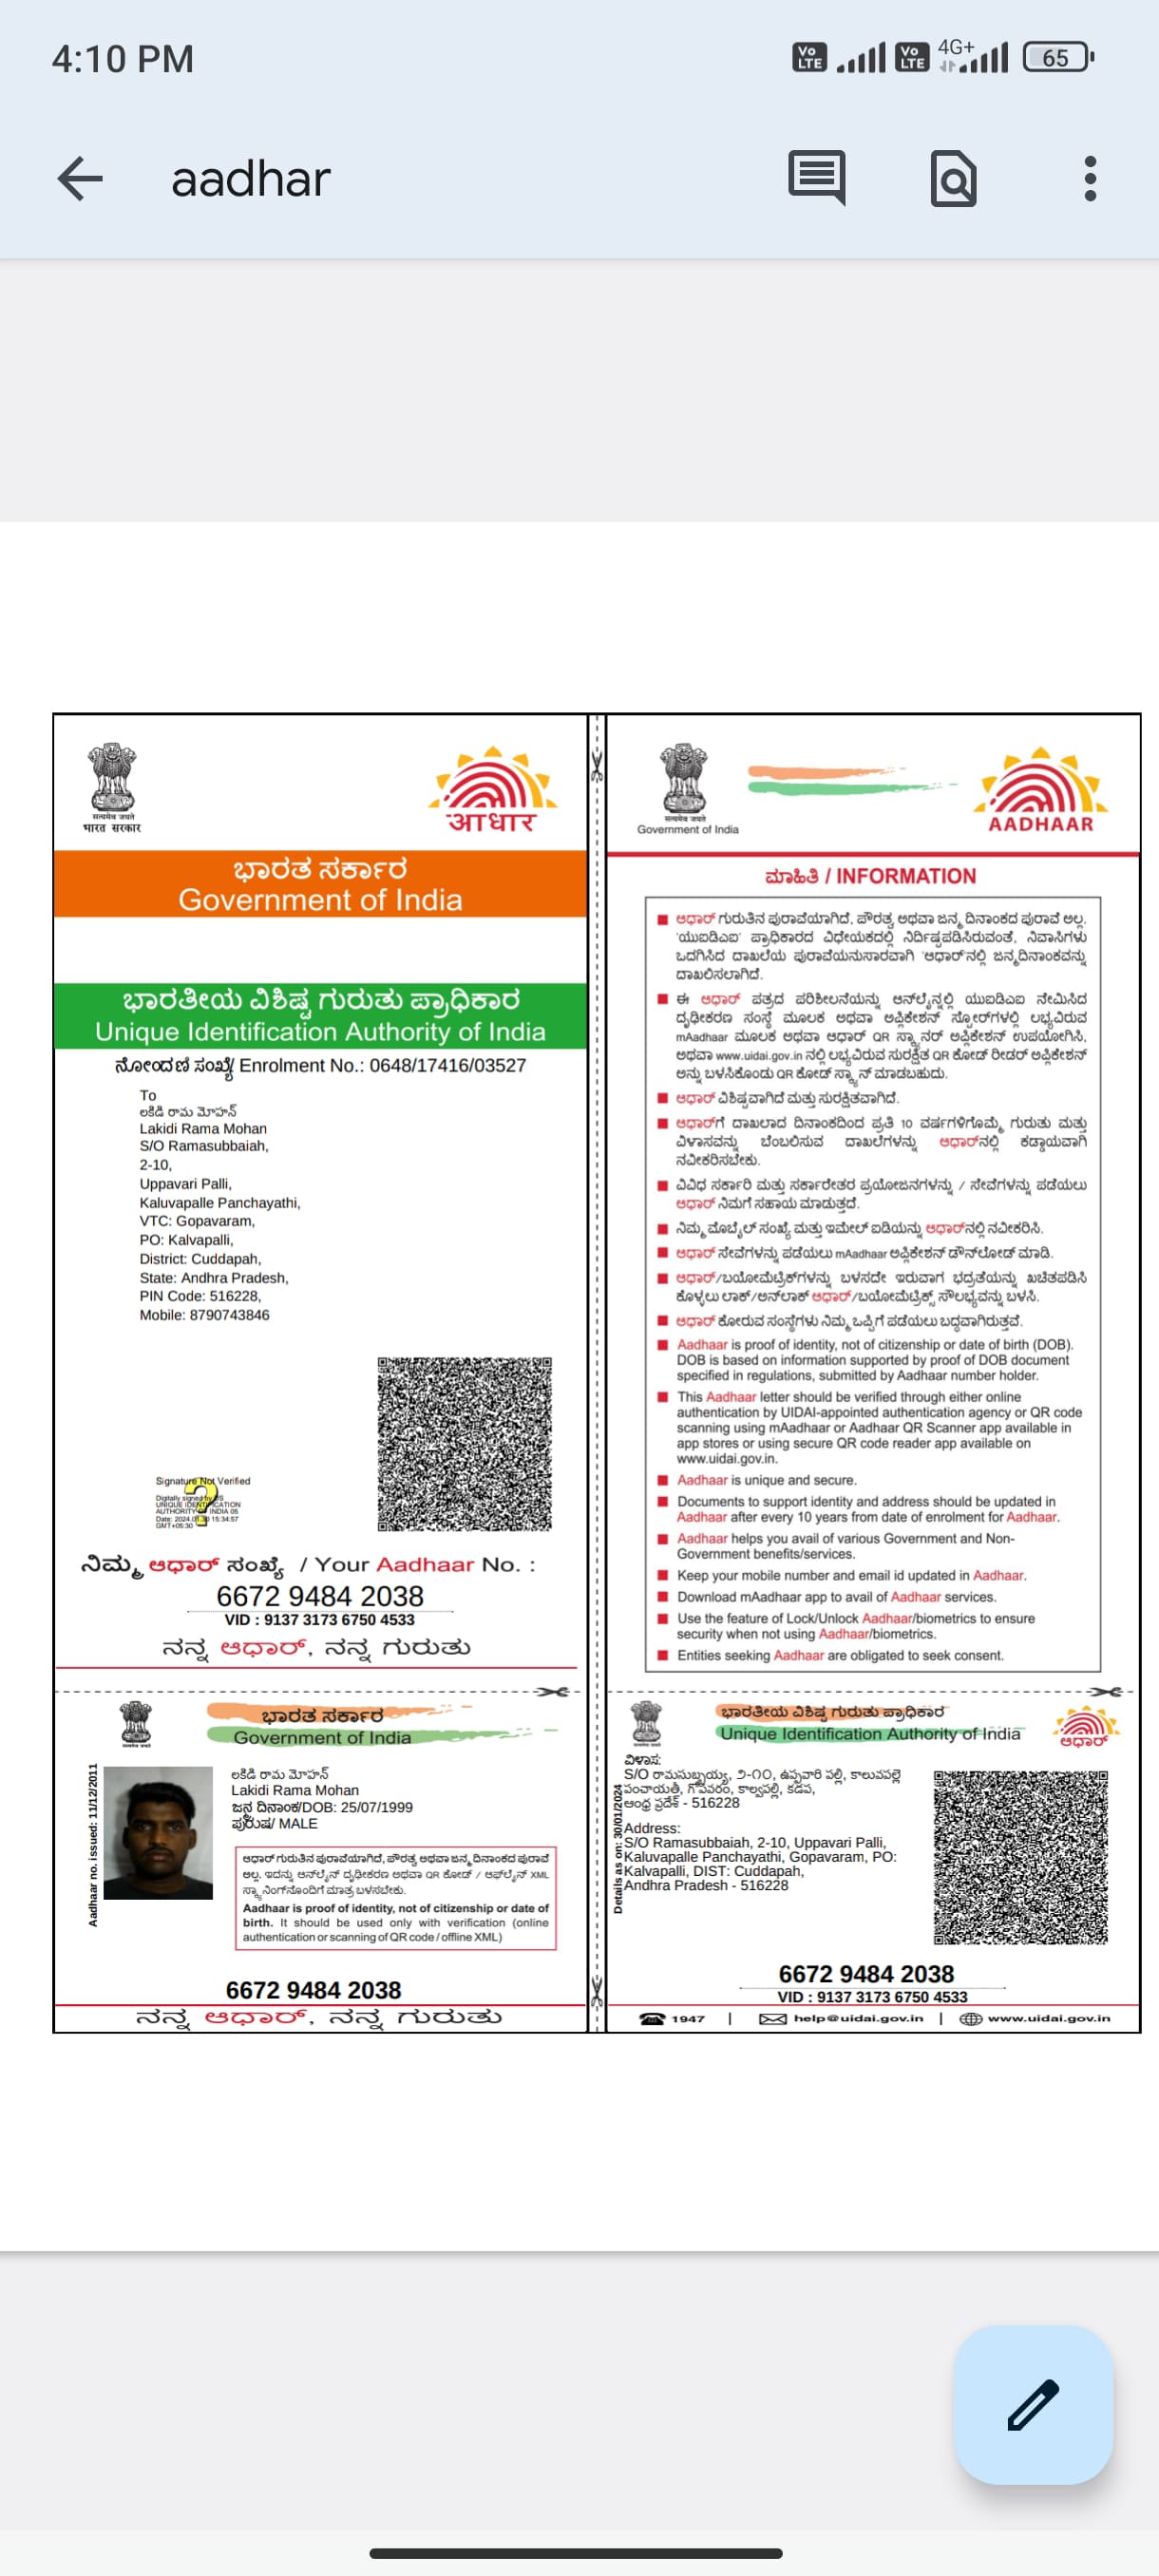 4:10 PM
Vo LTE Vo LTE 4G+ 65
aadhar
सत्यमेव जयते
भारत सरकार
आधार
ಭಾರತ ಸರ್ಕಾರ
Government of India
ಭಾರತೀಯ ವಿಶಿಷ್ಟ ಗುರುತು ಪ್ರಾಧಿಕಾರ
Unique Identification Authority of India
ನೋಂದಣಿ ಸಂಖ್ಯೆ/ Enrolment No.: 0648/17416/03527
To
లకిడి రామ మోహన్
Lakidi Rama Mohan
S/O Ramasubbaiah,
2-10,
Uppavari Palli,
Kaluvapalle Panchayathi,
VTC: Gopavaram,
PO: Kalvapalli,
District: Cuddapah,
State: Andhra Pradesh,
PIN Code: 516228,
Mobile: 8790743846
Signature Not Verified
Digitally signed by DS
UNIQUE IDENTIFICATION
AUTHORITY OF INDIA 05
Date: 2024.01.30 15:34:57
GMT+05:30
ನಿಮ್ಮ ಆಧಾರ್ ಸಂಖ್ಯೆ / Your Aadhaar No. :
6672 9484 2038
VID : 9137 3173 6750 4533
ನನ್ನ ಆಧಾರ್, ನನ್ನ ಗುರುತು
सत्यमेव जयते
Government of India
AADHAAR
ಮಾಹಿತಿ / INFORMATION
ಆಧಾರ್ ಗುರುತಿನ ಪುರಾವೆಯಾಗಿದೆ, ಪೌರತ್ವ ಅಥವಾ ಜನ್ಮ ದಿನಾಂಕದ ಪುರಾವೆ ಅಲ್ಲ.
'ಯುಐಡಿಎಐ' ಪ್ರಾಧಿಕಾರದ ವಿಧೇಯಕದಲ್ಲಿ ನಿರ್ದಿಷ್ಟಪಡಿಸಿರುವಂತೆ, ನಿವಾಸಿಗಳು
ಒದಗಿಸಿದ ದಾಖಲೆಯ ಪುರಾವೆಯನುಸಾರವಾಗಿ 'ಆಧಾರ್'ನಲ್ಲಿ ಜನ್ಮದಿನಾಂಕವನ್ನು
ದಾಖಲಿಸಲಾಗಿದೆ.
ಈ ಆಧಾರ್ ಪತ್ರದ ಪರಿಶೀಲನೆಯನ್ನು ಆನ್‌ಲೈನ್ನಲ್ಲಿ ಯುಐಡಿಎಐ ನೇಮಿಸಿದ
ದೃಢೀಕರಣ ಸಂಸ್ಥೆ ಮೂಲಕ ಅಥವಾ ಅಪ್ಲಿಕೇಶನ್ ಸ್ಟೋರ್‌ಗಳಲ್ಲಿ ಲಭ್ಯವಿರುವ
mAadhaar ಮೂಲಕ ಅಥವಾ ಆಧಾರ್ QR ಸ್ಕ್ಯಾನರ್ ಅಪ್ಲಿಕೇಶನ್ ಉಪಯೋಗಿಸಿ,
ಅಥವಾ www.uidai.gov.in ನಲ್ಲಿ ಲಭ್ಯವಿರುವ ಸುರಕ್ಷಿತ QR ಕೋಡ್ ರೀಡರ್ ಅಪ್ಲಿಕೇಶನ್
ಅನ್ನು ಬಳಸಿಕೊಂಡು QR ಕೋಡ್ ಸ್ಕ್ಯಾನ್ ಮಾಡಬಹುದು.
ಆಧಾರ್ ವಿಶಿಷ್ಟವಾಗಿದೆ ಮತ್ತು ಸುರಕ್ಷಿತವಾಗಿದೆ.
ಆಧಾರ್‌ಗೆ ದಾಖಲಾದ ದಿನಾಂಕದಿಂದ ಪ್ರತಿ 10 ವರ್ಷಗಳಿಗೊಮ್ಮೆ ಗುರುತು ಮತ್ತು
ವಿಳಾಸವನ್ನು ಬೆಂಬಲಿಸುವ ದಾಖಲೆಗಳನ್ನು ಆಧಾರ್‌ನಲ್ಲಿ ಕಡ್ಡಾಯವಾಗಿ
ನವೀಕರಿಸಬೇಕು.
ವಿವಿಧ ಸರ್ಕಾರಿ ಮತ್ತು ಸರ್ಕಾರೇತರ ಪ್ರಯೋಜನಗಳನ್ನು / ಸೇವೆಗಳನ್ನು ಪಡೆಯಲು
ಆಧಾರ್ ನಿಮಗೆ ಸಹಾಯ ಮಾಡುತ್ತದೆ.
ನಿಮ್ಮ ಮೊಬೈಲ್ ಸಂಖ್ಯೆ ಮತ್ತು ಇಮೇಲ್ ಐಡಿಯನ್ನು ಆಧಾರ್‌ನಲ್ಲಿ ನವೀಕರಿಸಿ.
ಆಧಾರ್ ಸೇವೆಗಳನ್ನು ಪಡೆಯಲು mAadhaar ಅಪ್ಲಿಕೇಶನ್ ಡೌನ್‌ಲೋಡ್ ಮಾಡಿ.
ಆಧಾರ್/ಬಯೋಮೆಟ್ರಿಕ್‌ಗಳನ್ನು ಬಳಸದೇ ಇರುವಾಗ ಭದ್ರತೆಯನ್ನು ಖಚಿತಪಡಿಸಿ
ಕೊಳ್ಳಲು ಲಾಕ್/ಅನ್‌ಲಾಕ್ ಆಧಾರ್/ಬಯೋಮೆಟ್ರಿಕ್ಸ್ ಸೌಲಭ್ಯವನ್ನು ಬಳಸಿ.
ಆಧಾರ್ ಕೋರುವ ಸಂಸ್ಥೆಗಳು ನಿಮ್ಮ ಒಪ್ಪಿಗೆ ಪಡೆಯಲು ಬದ್ಧವಾಗಿರುತ್ತವೆ.
Aadhaar is proof of identity, not of citizenship or date of birth (DOB).
DOB is based on information supported by proof of DOB document
specified in regulations, submitted by Aadhaar number holder.
This Aadhaar letter should be verified through either online
authentication by UIDAI-appointed authentication agency or QR code
scanning using mAadhaar or Aadhaar QR Scanner app available in
app stores or using secure QR code reader app available on
www.uidai.gov.in.
Aadhaar is unique and secure.
Documents to support identity and address should be updated in
Aadhaar after every 10 years from date of enrolment for Aadhaar.
Aadhaar helps you avail of various Government and Non-
Government benefits/services.
Keep your mobile number and email id updated in Aadhaar.
Download mAadhaar app to avail of Aadhaar services.
Use the feature of Lock/Unlock Aadhaar/biometrics to ensure
security when not using Aadhaar/biometrics.
Entities seeking Aadhaar are obligated to seek consent.
ಭಾರತ ಸರ್ಕಾರ
Government of India
Aadhaar no. issued: 11/12/2011
లకిడి రామ మోహన్
Lakidi Rama Mohan
ಜನ್ಮ ದಿನಾಂಕ/DOB: 25/07/1999
ಪುರುಷ/ MALE
ಆಧಾರ್ ಗುರುತಿನ ಪುರಾವೆಯಾಗಿದೆ, ಪೌರತ್ವ ಅಥವಾ ಜನ್ಮ ದಿನಾಂಕದ ಪುರಾವೆ
ಅಲ್ಲ. ಇದನ್ನು ಆನ್‌ಲೈನ್ ದೃಢೀಕರಣ ಅಥವಾ QR ಕೋಡ್ / ಆಫ್‌ಲೈನ್ XML
ಸ್ಕ್ಯಾನಿಂಗ್‌ನೊಂದಿಗೆ ಮಾತ್ರ ಬಳಸಬೇಕು.
Aadhaar is proof of identity, not of citizenship or date of
birth. It should be used only with verification (online
authentication or scanning of QR code / offline XML)
6672 9484 2038
ನನ್ನ ಆಧಾರ್, ನನ್ನ ಗುರುತು
ಭಾರತೀಯ ವಿಶಿಷ್ಟ ಗುರುತು ಪ್ರಾಧಿಕಾರ
Unique Identification Authority of India
ಆಧಾರ್
Details as on: 30/01/2024
ವಿಳಾಸ:
S/O రామసుబ్బయ్య, ౨-౧౦, ఉప్పవారి పల్లి, కాలువపల్లె
పంచాయతీ, గోపవరం, కాల్వపల్లి, కడప,
ఆంధ్ర ప్రదేశ్ - 516228
Address:
S/O Ramasubbaiah, 2-10, Uppavari Palli,
Kaluvapalle Panchayathi, Gopavaram, PO:
Kalvapalli, DIST: Cuddapah,
Andhra Pradesh - 516228
6672 9484 2038
VID : 9137 3173 6750 4533
1947 | help@uidai.gov.in | www.uidai.gov.in